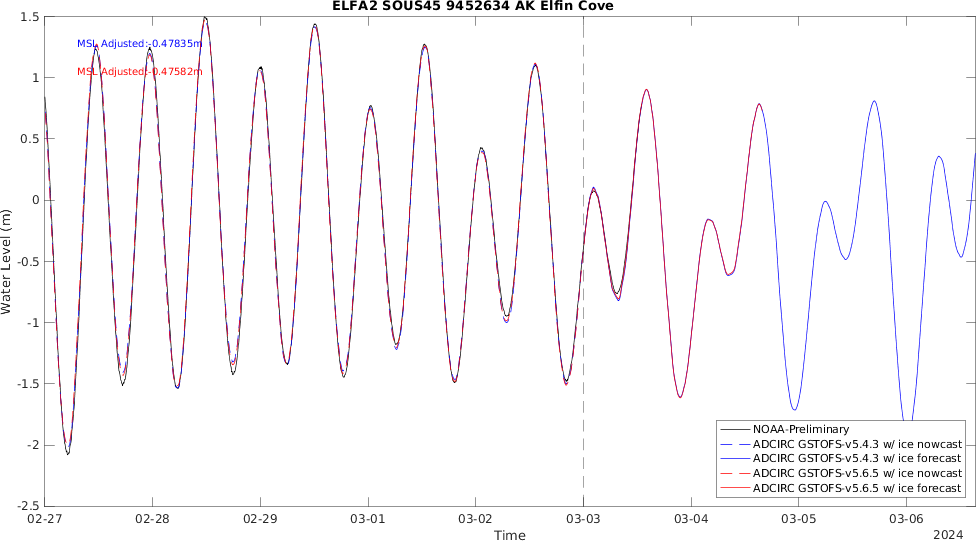 ELFA2 SOUS45 9452634 AK Elfin Cove
MSL Adjusted:-0.47835m
MSL Adjusted:-0.47582m
Water Level (m)
1.5
1
0.5
0
-0.5
-1
-1.5
-2
-2.5
NOAA-Preliminary
ADCIRC GSTOFS-v5.4.3 w/ ice nowcast
ADCIRC GSTOFS-v5.4.3 w/ ice forecast
ADCIRC GSTOFS-v5.6.5 w/ ice nowcast
ADCIRC GSTOFS-v5.6.5 w/ ice forecast
02-27 02-28 02-29 03-01 03-02 03-03 03-04 03-05 03-06
Time
2024